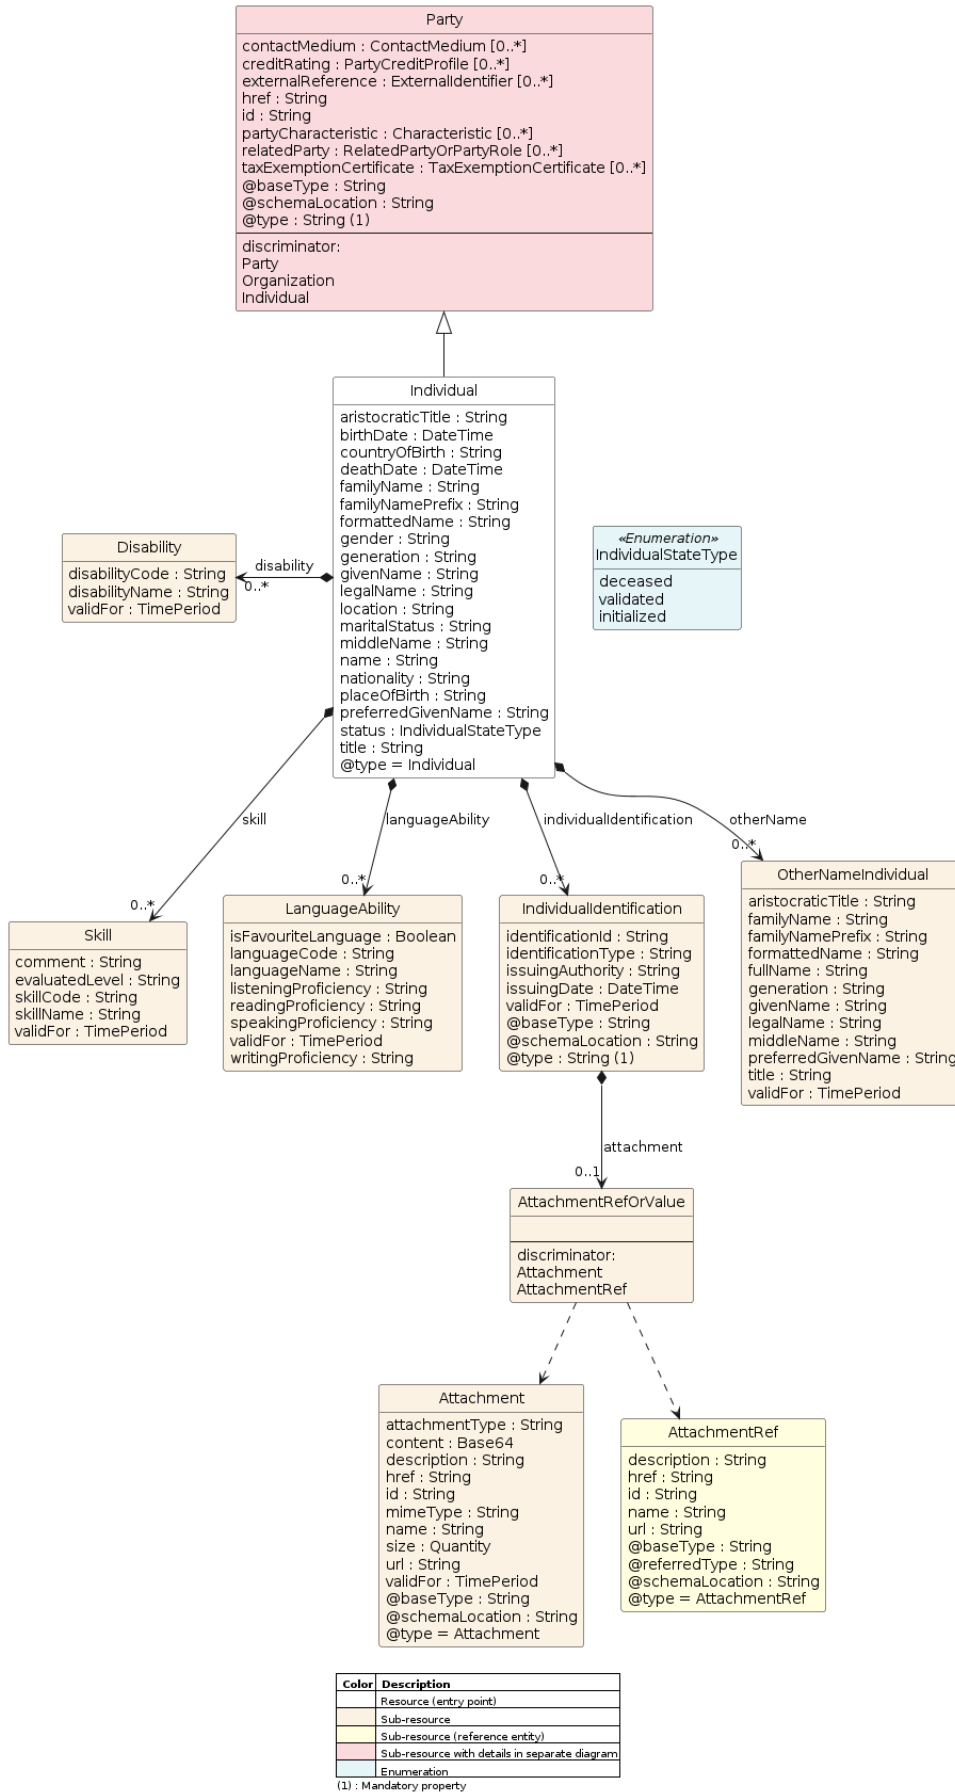 Party
contactMedium : ContactMedium [0..*]
creditRating : PartyCreditProfile [0..*]
externalReference : ExternalIdentifier [0..*]
href : String
id : String
partyCharacteristic : Characteristic [0..*]
relatedParty : RelatedPartyOrPartyRole [0..*]
taxExemptionCertificate : TaxExemptionCertificate [0..*]
@baseType : String
@schemaLocation : String
@type : String (1)
discriminator:
Party
Organization
Individual
Individual
aristocraticTitle : String
birthDate : DateTime
countryOfBirth : String
deathDate : DateTime
familyName : String
familyNamePrefix : String
formattedName : String
gender : String
generation : String
givenName : String
legalName : String
location : String
maritalStatus : String
middleName : String
name : String
nationality : String
placeOfBirth : String
preferredGivenName : String
status : IndividualStateType
title : String
@type = Individual
Disability
disabilityCode : String
disabilityName : String
validFor : TimePeriod
disability
0..*
«Enumeration»
IndividualStateType
deceased
validated
initialized
skill
0..*
languageAbility
0..*
individualIdentification
0..*
otherName
0..*
Skill
comment : String
evaluatedLevel : String
skillCode : String
skillName : String
validFor : TimePeriod
LanguageAbility
isFavouriteLanguage : Boolean
languageCode : String
languageName : String
listeningProficiency : String
readingProficiency : String
speakingProficiency : String
validFor : TimePeriod
writingProficiency : String
IndividualIdentification
identificationId : String
identificationType : String
issuingAuthority : String
issuingDate : DateTime
validFor : TimePeriod
@baseType : String
@schemaLocation : String
@type : String (1)
OtherNameIndividual
aristocraticTitle : String
familyName : String
familyNamePrefix : String
formattedName : String
fullName : String
generation : String
givenName : String
legalName : String
middleName : String
preferredGivenName : String
title : String
validFor : TimePeriod
attachment
0..1
AttachmentRefOrValue
discriminator:
Attachment
AttachmentRef
Attachment
attachmentType : String
content : Base64
description : String
href : String
id : String
mimeType : String
name : String
size : Quantity
url : String
validFor : TimePeriod
@baseType : String
@schemaLocation : String
@type = Attachment
AttachmentRef
description : String
href : String
id : String
name : String
url : String
@baseType : String
@referredType : String
@schemaLocation : String
@type = AttachmentRef
Color Description
Resource (entry point)
Sub-resource
Sub-resource (reference entity)
Sub-resource with details in separate diagram
Enumeration
(1) : Mandatory property